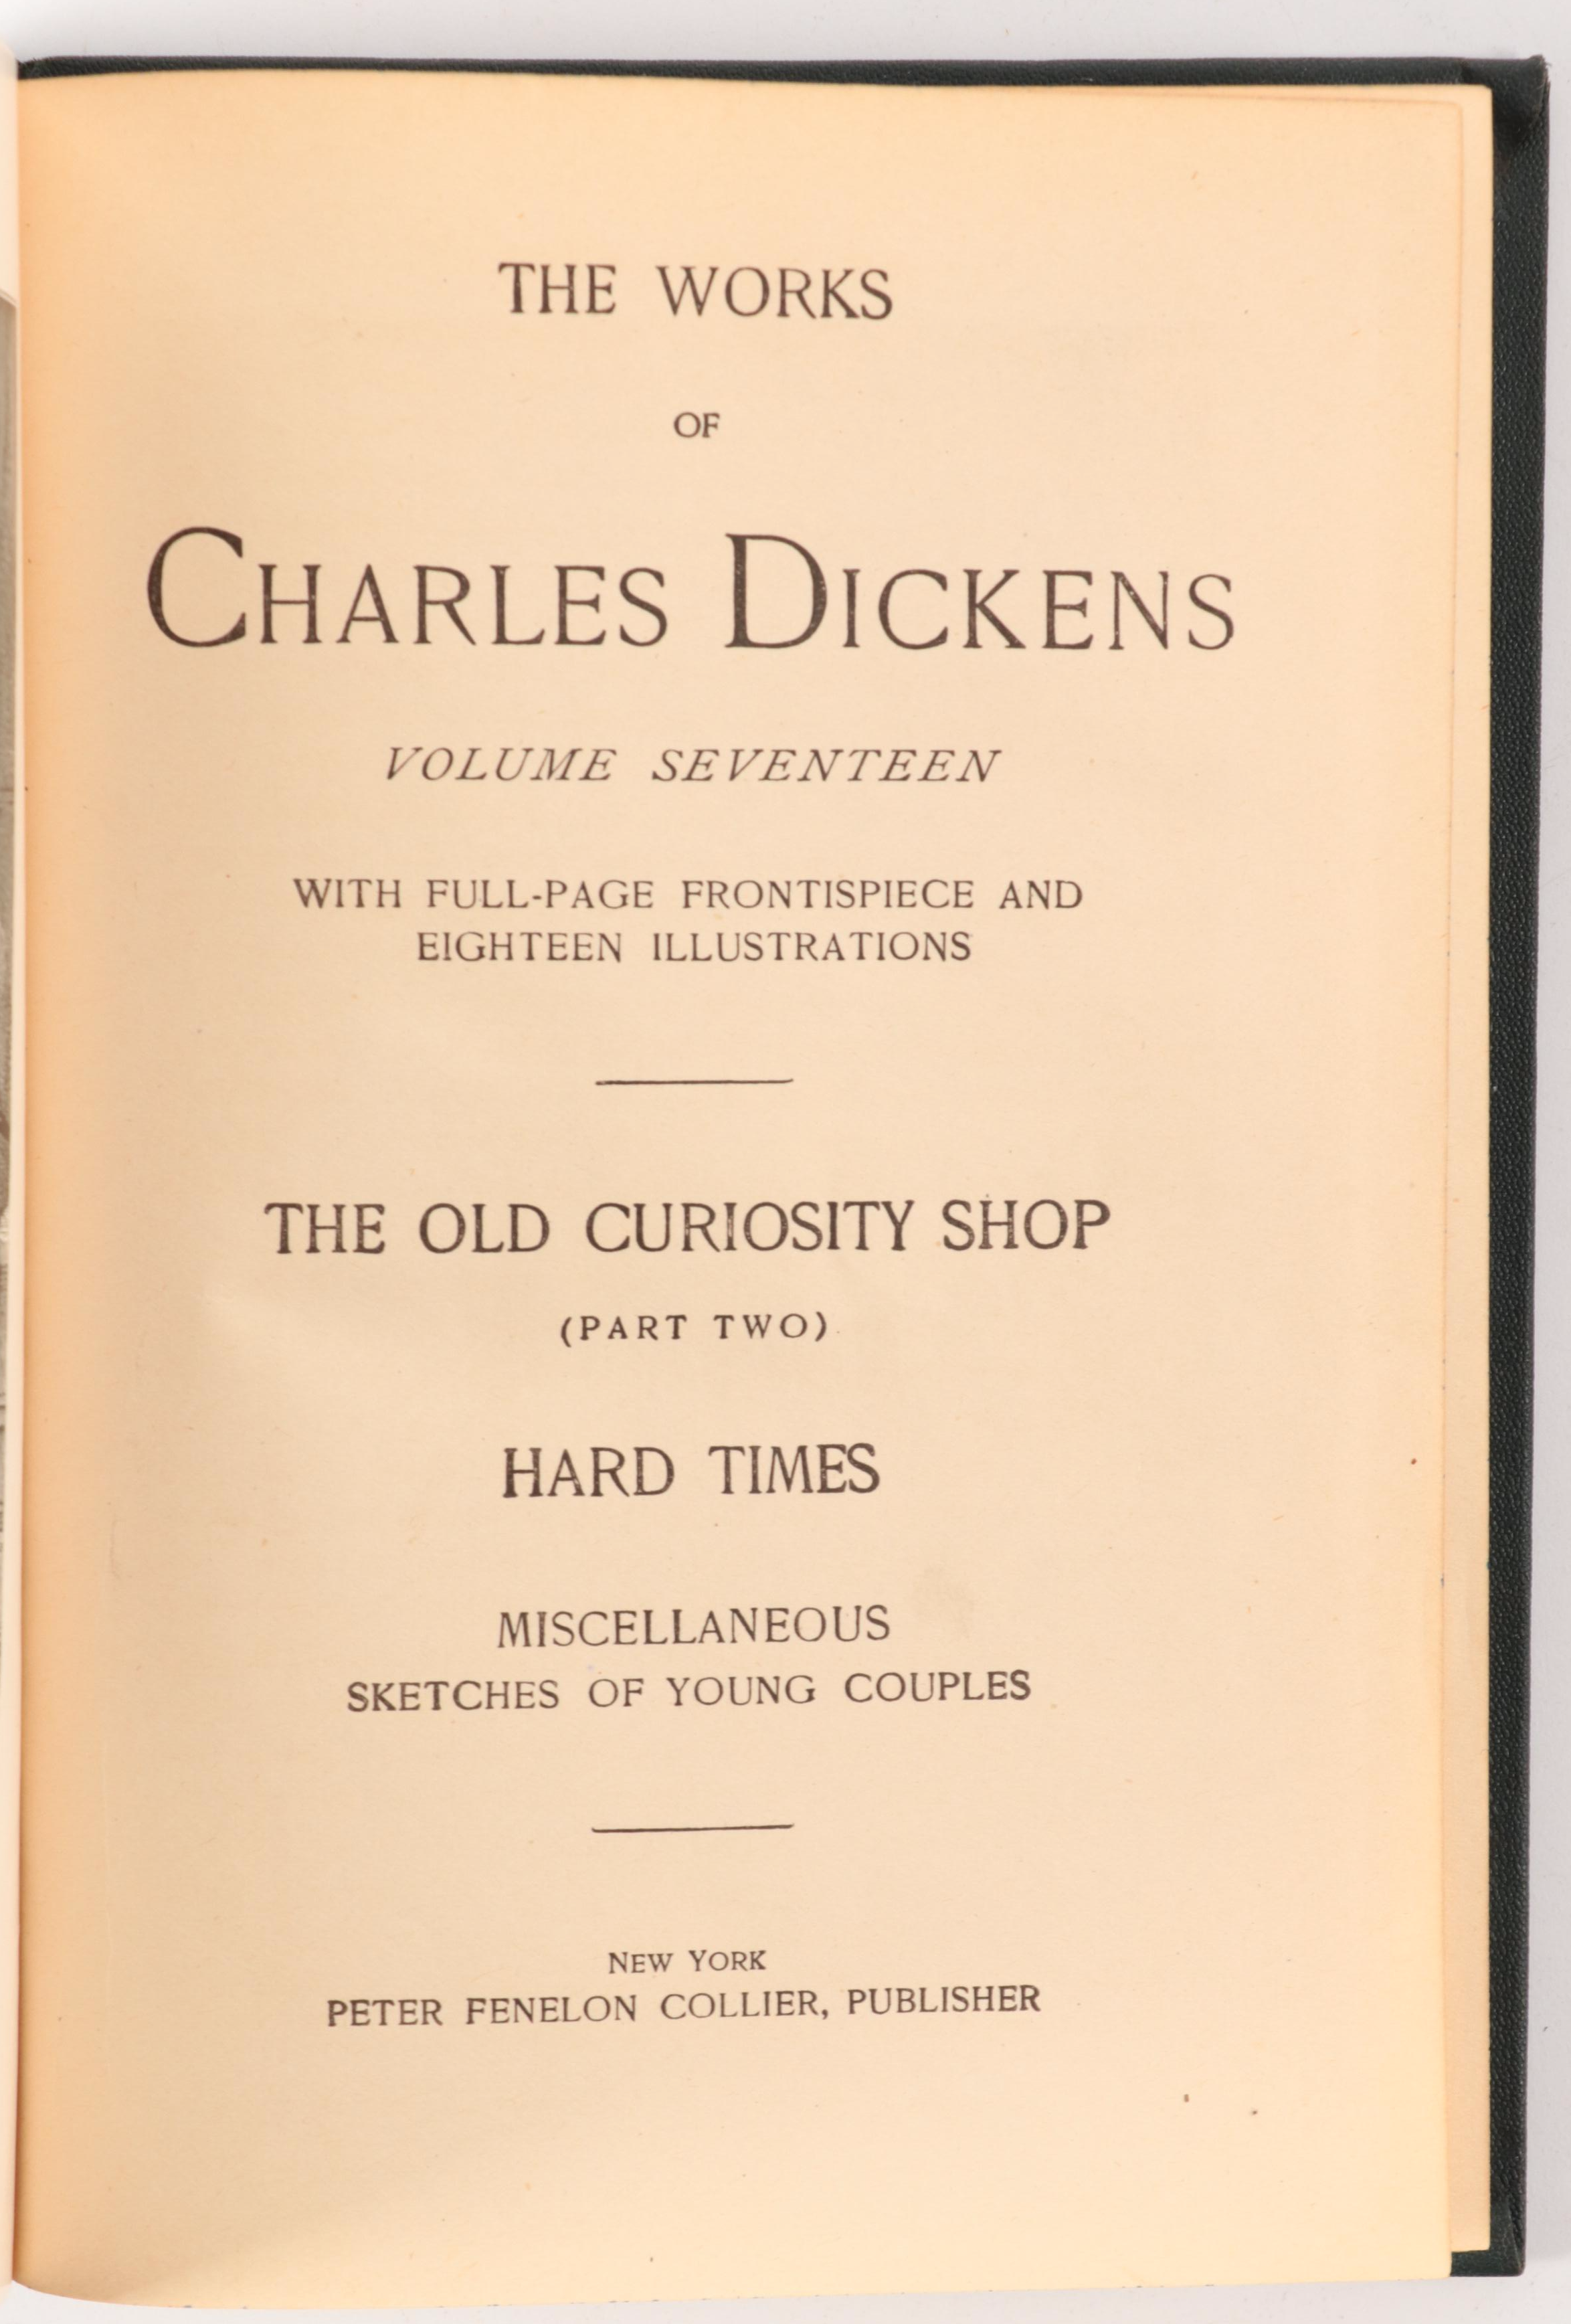 THE WORKS
OF
CHARLES DICKENS
VOLUME SEVENTEEN
WITH FULL-PAGE FRONTISPIECE AND
EIGHTEEN ILLUSTRATIONS
THE OLD CURIOSITY SHOP
(PART TWO)
HARD TIMES
MISCELLANEOUS
SKETCHES OF YOUNG COUPLES
NEW YORK
PETER FENELON COLLIER, PUBLISHER